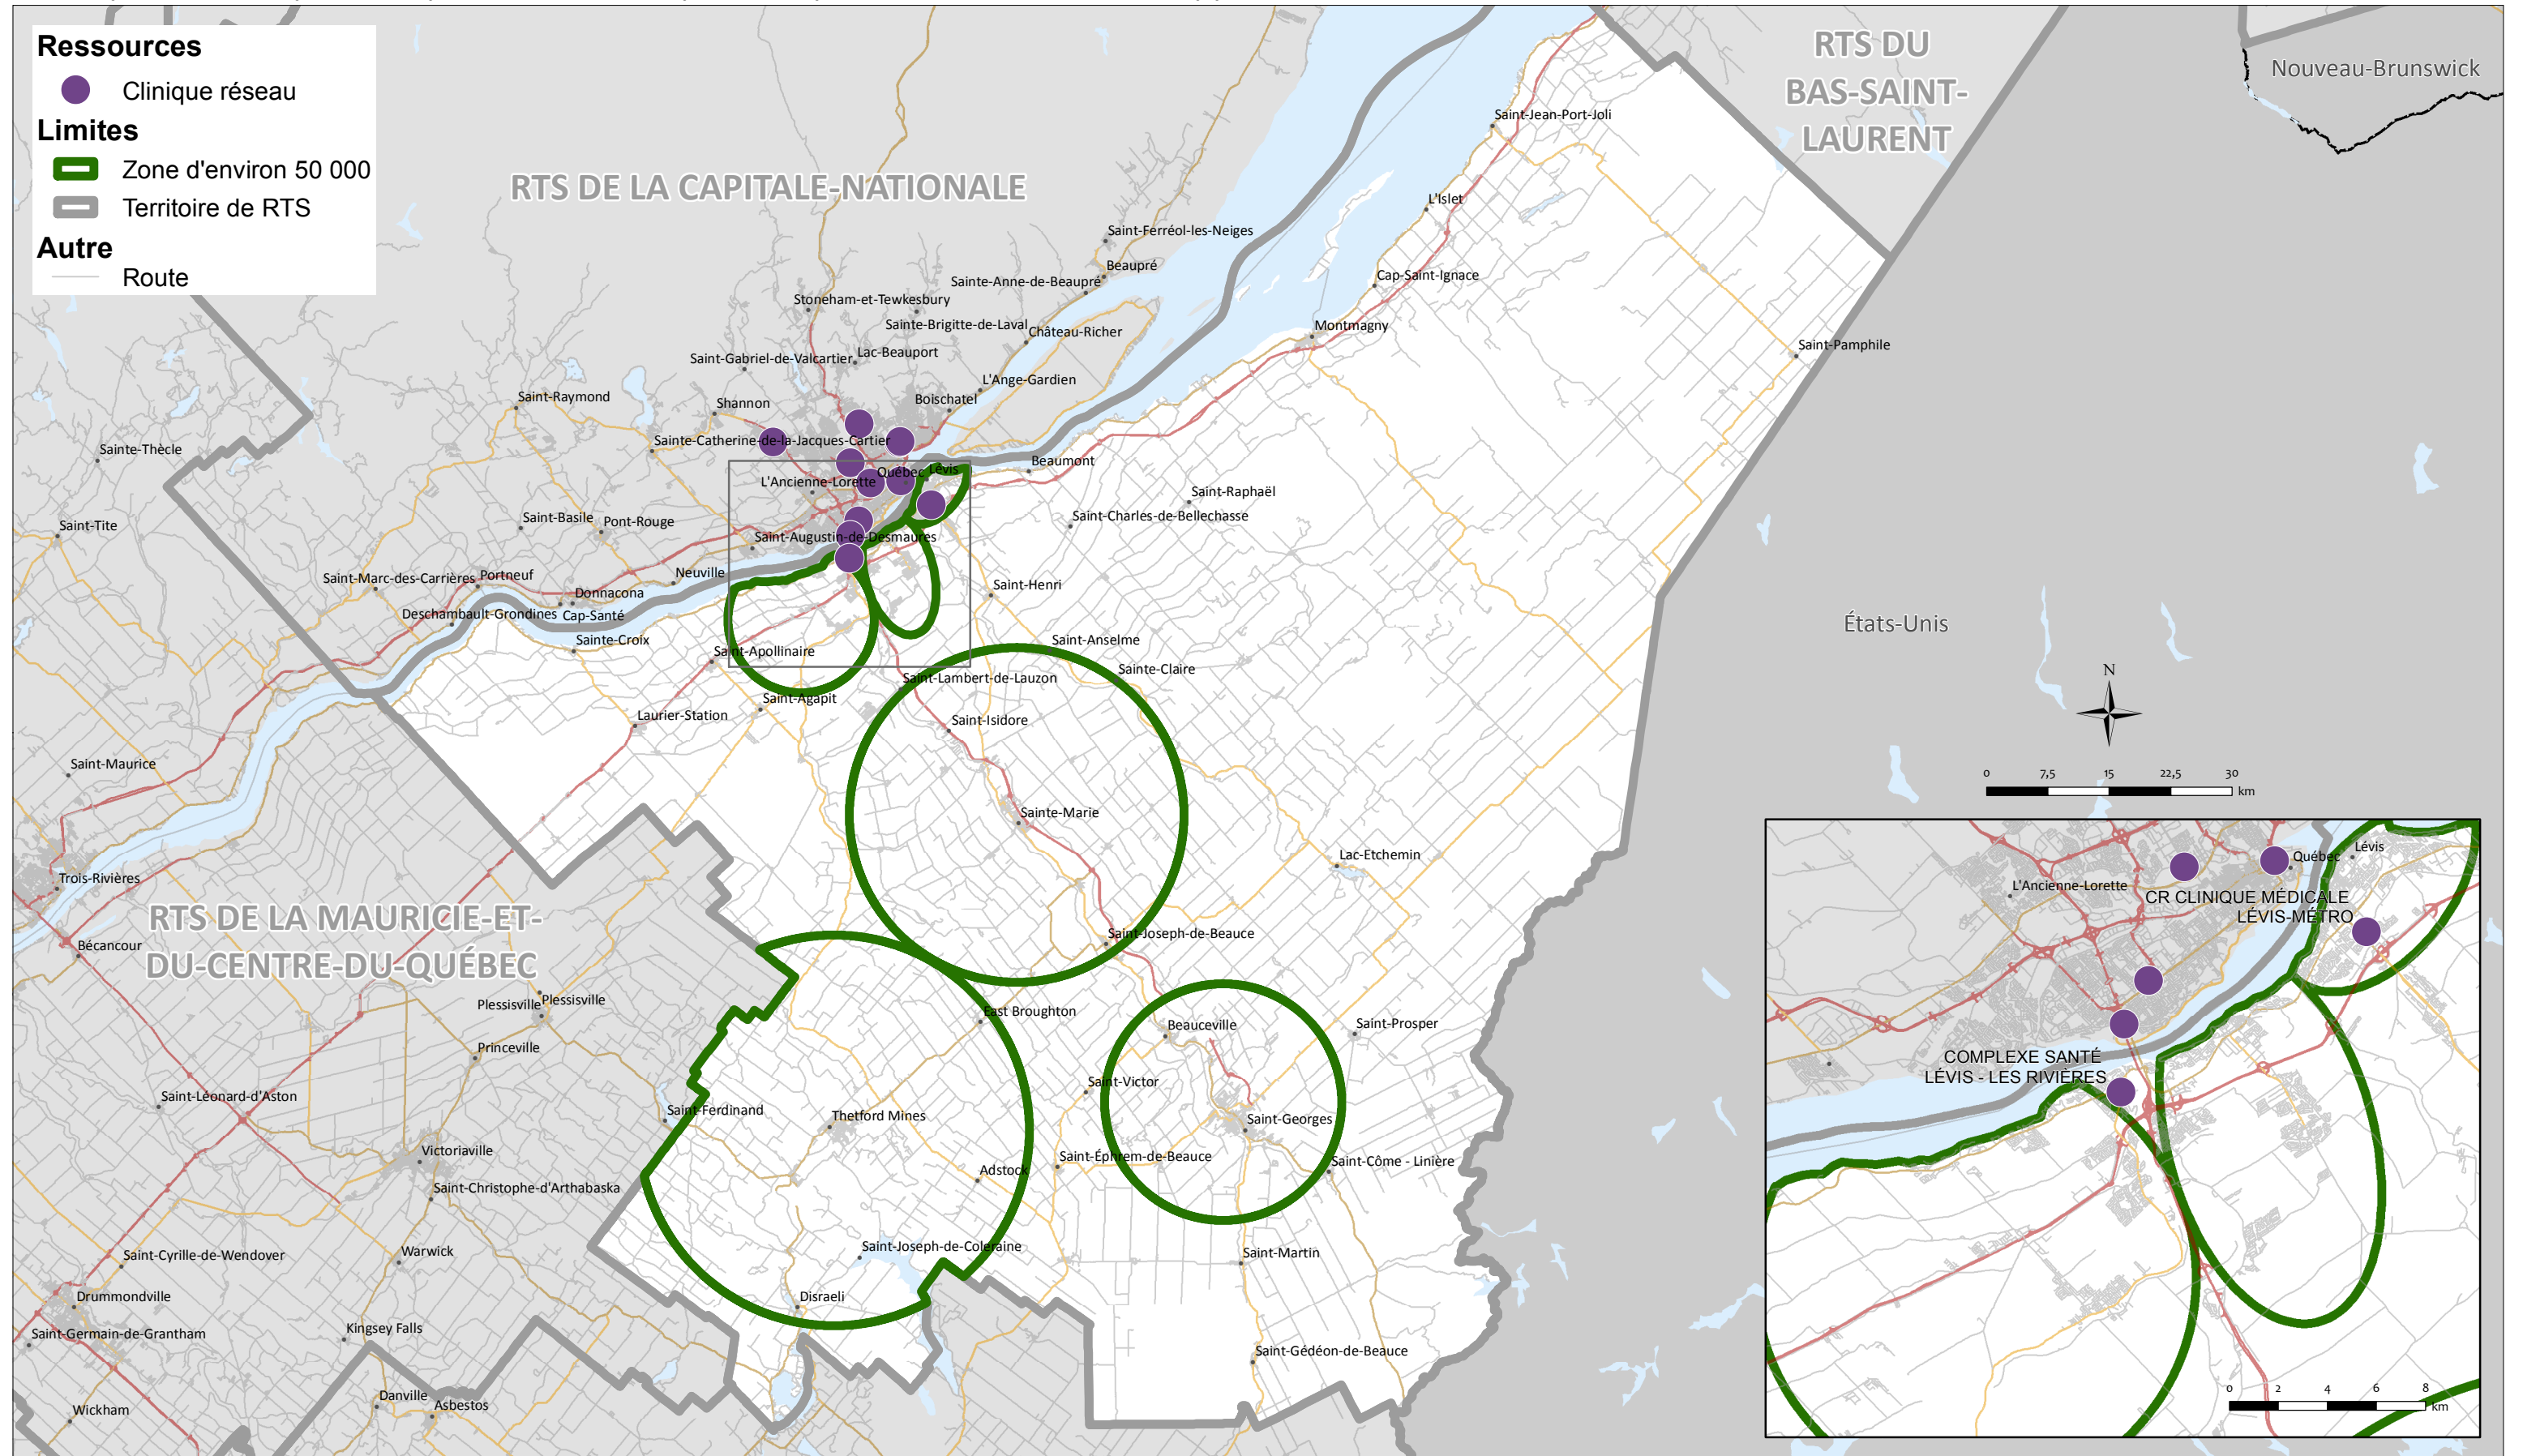 Ressources
Clinique réseau
Limites
Zone d'environ 50 000
Territoire de RTS
Autre
Route
RTS DE LA CAPITALE-NATIONALE
RTS DU
BAS-SAINT-
LAURENT
Nouveau-Brunswick
Saint-Jean-Port-Joli
L'Islet
Saint-Ferréol-les-Neiges
Beaupré
Sainte-Anne-de-Beaupré
Cap-Saint-Ignace
Stoneham-et-Tewkesbury
Sainte-Brigitte-de-Laval
Château-Richer
Montmagny
Saint-Pamphile
Saint-Gabriel-de-Valcartier
Lac-Beauport
L'Ange-Gardien
Saint-Raymond
Shannon
Boischatel
Sainte-Catherine-de-la-Jacques-Cartier
Sainte-Thècle
Beaumont
Québec
Lévis
L'Ancienne-Lorette
Saint-Raphaël
Saint-Charles-de-Bellechasse
Saint-Tite
Saint-Basile
Pont-Rouge
Saint-Augustin-de-Desmaures
Saint-Marc-des-Carrières
Portneuf
Neuville
Donnacona
Saint-Henri
Deschambault-Grondines
Cap-Santé
Sainte-Croix
États-Unis
Saint-Anselme
Saint-Apollinaire
Sainte-Claire
Saint-Lambert-de-Lauzon
Saint-Agapit
Laurier-Station
Saint-Isidore
N
Saint-Maurice
0 7,5 15 22,5 30
km
Sainte-Marie
Lac-Etchemin
Trois-Rivières
RTS DE LA MAURICIE-ET-
DU-CENTRE-DU-QUÉBEC
Bécancour
Saint-Joseph-de-Beauce
Plessisville
Plessisville
East Broughton
Beauceville
Saint-Prosper
Princeville
Saint-Victor
Saint-Léonard-d'Aston
Saint-Ferdinand
Thetford Mines
Saint-Georges
Victoriaville
Saint-Éphrem-de-Beauce
Saint-Côme - Linière
Adstock
Saint-Christophe-d'Arthabaska
Saint-Cyrille-de-Wendover
Warwick
Saint-Joseph-de-Coleraine
Saint-Martin
Drummondville
Disraeli
Saint-Germain-de-Grantham
Kingsey Falls
Saint-Gédéon-de-Beauce
Danville
Asbestos
Wickham
Lévis
Québec
L'Ancienne-Lorette
CR CLINIQUE MÉDICALE
LÉVIS-MÉTRO
COMPLEXE SANTÉ
LÉVIS - LES RIVIÈRES
0 2 4 6 8
km